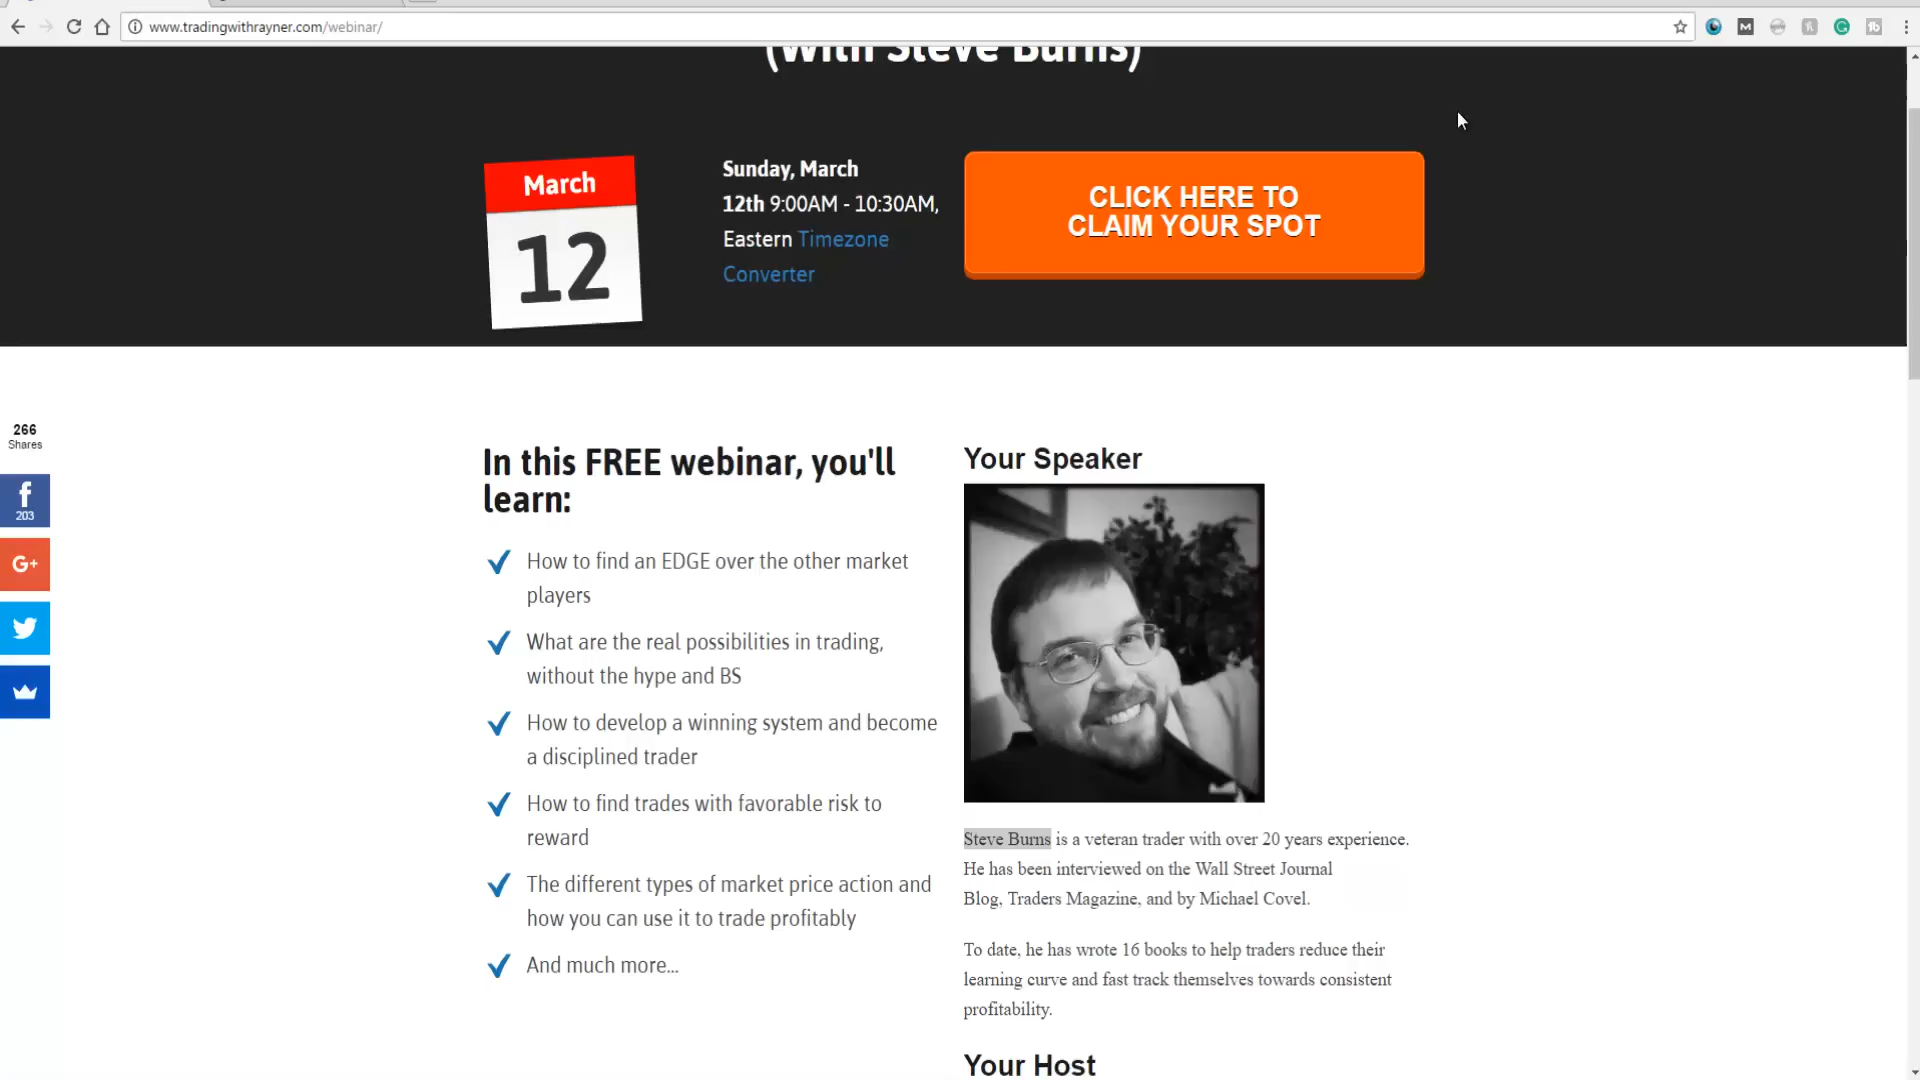 www.tradingwithrayner.com/webinar/
(With Steve Burns)
March
12
Sunday, March
12th 9:00AM - 10:30AM,
Eastern Timezone
Converter
CLICK HERE TO
CLAIM YOUR SPOT
266
Shares
203
G+
In this FREE webinar, you'll
learn:
How to find an EDGE over the other market
players
What are the real possibilities in trading,
without the hype and BS
How to develop a winning system and become
a disciplined trader
How to find trades with favorable risk to
reward
The different types of market price action and
how you can use it to trade profitably
And much more...
Your Speaker
Steve Burns is a veteran trader with over 20 years experience.
He has been interviewed on the Wall Street Journal
Blog, Traders Magazine, and by Michael Covel.
To date, he has wrote 16 books to help traders reduce their
learning curve and fast track themselves towards consistent
profitability.
Your Host